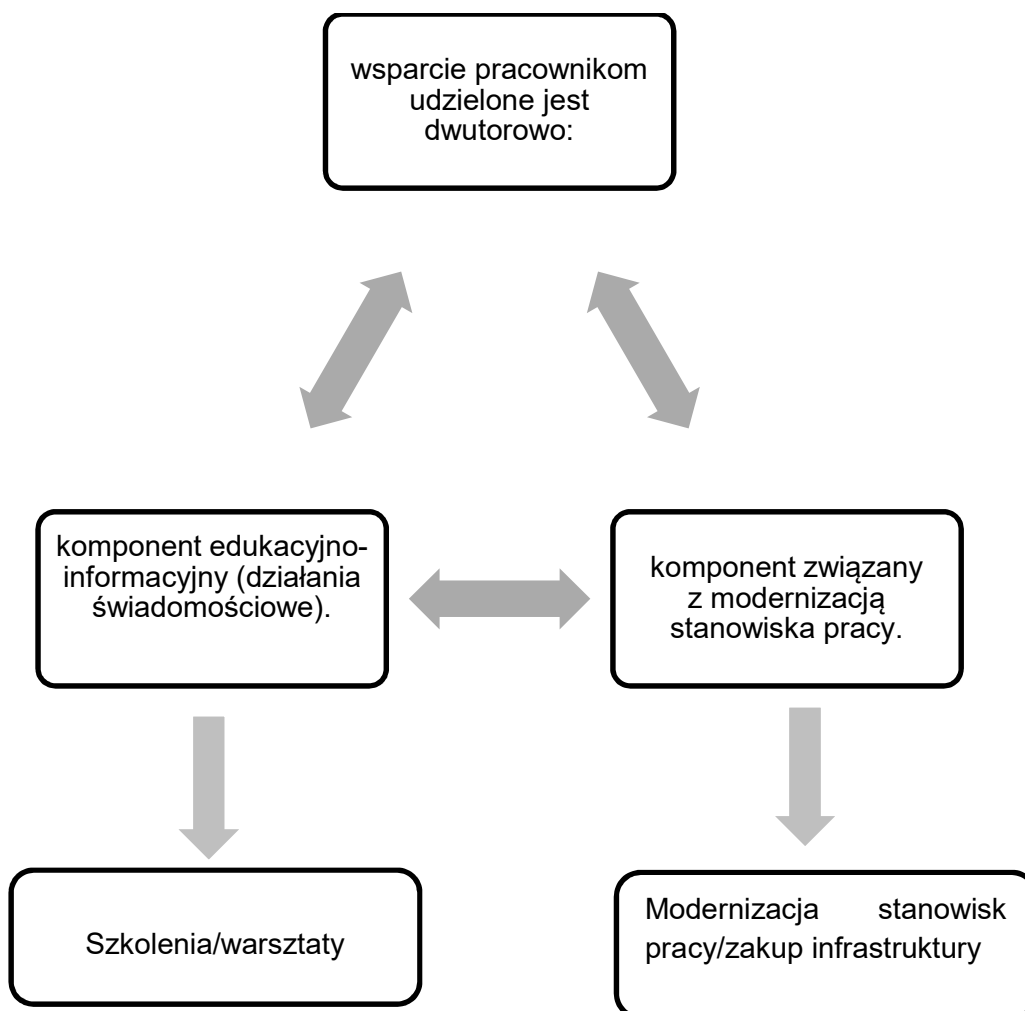 wsparcie pracownikom
udzielone jest
dwutorowo:
komponent edukacyjno-
informacyjny (działania
świadomościowe).
komponent związany
z modernizacją
stanowiska pracy.
Szkolenia/warsztaty
Modernizacja stanowisk
pracy/zakup infrastruktury